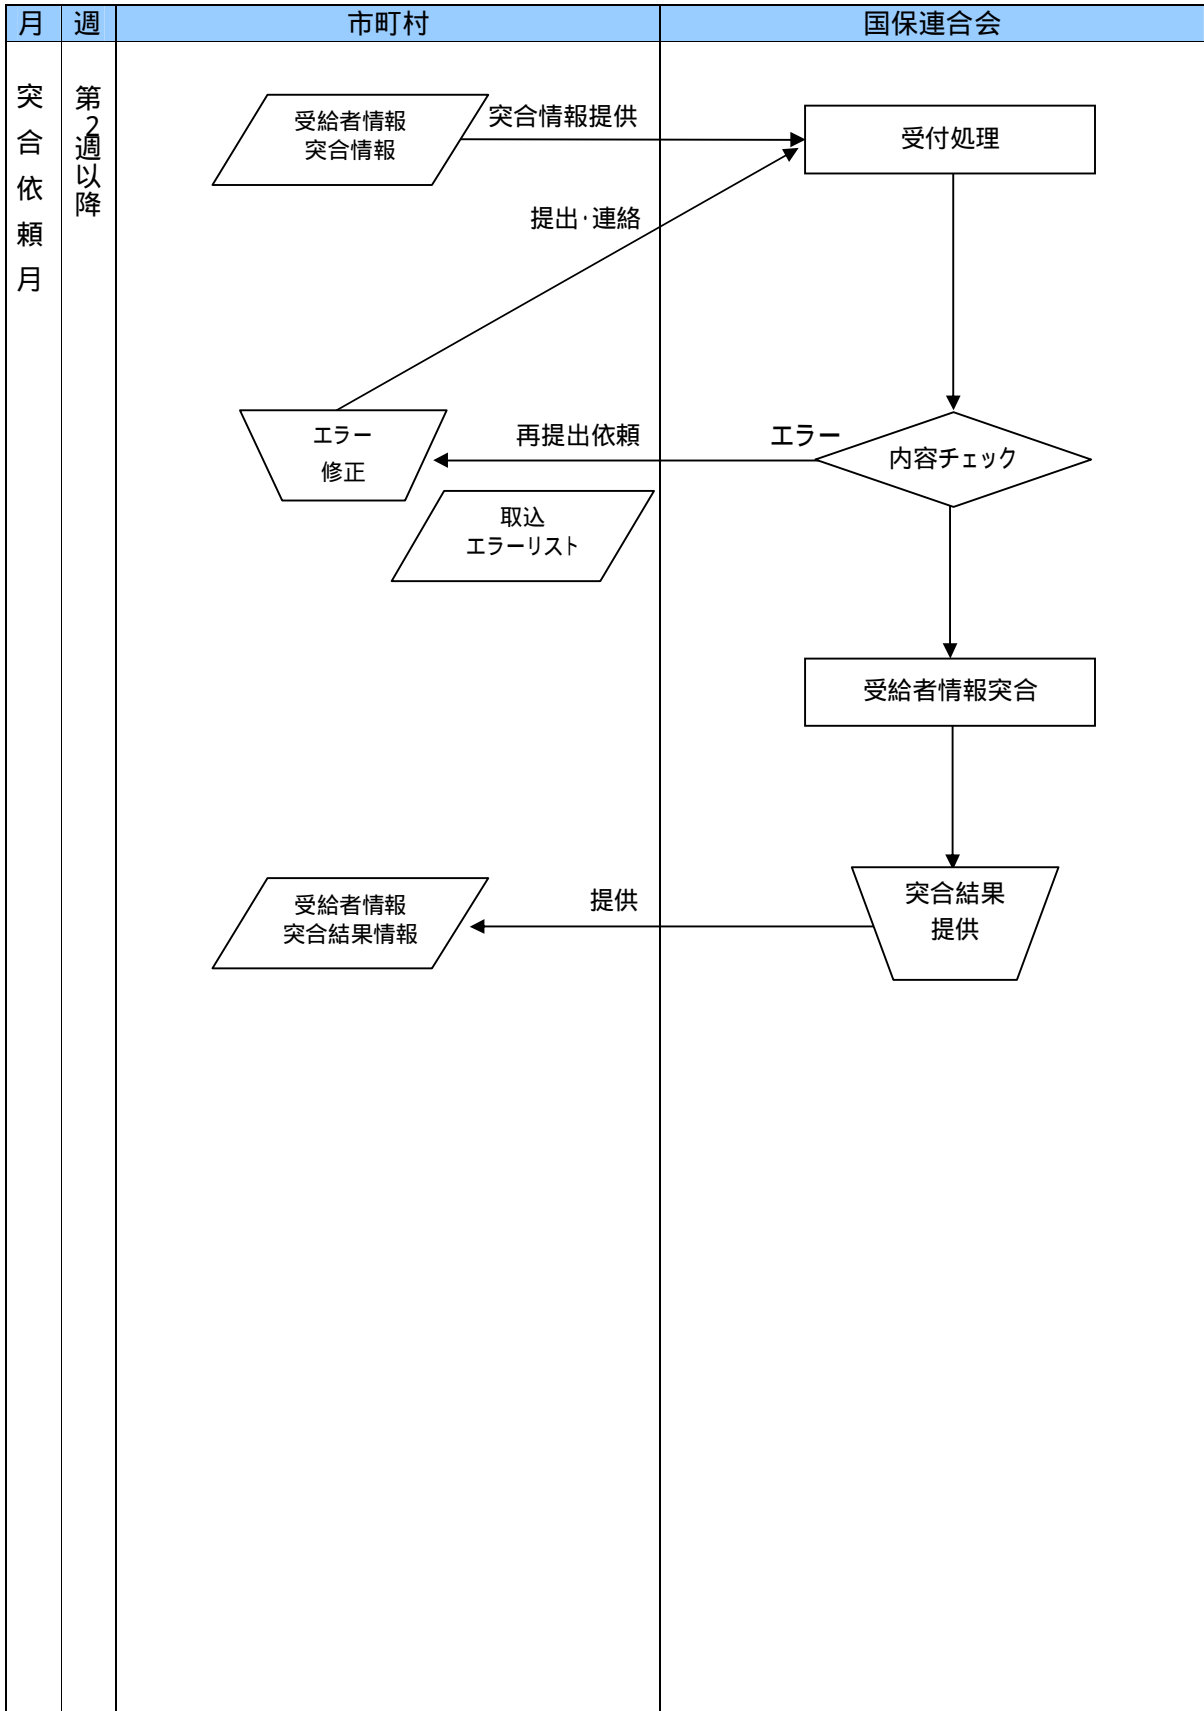 月 週 市町村 国保連合会
突合依頼月
第2週以降
受給者情報
突合情報
突合情報提供
受付処理
提出・連絡
エラー
修正
再提出依頼
エラー
内容チェック
取込
エラーリスト
受給者情報突合
受給者情報
突合結果情報
提供
突合結果
提供